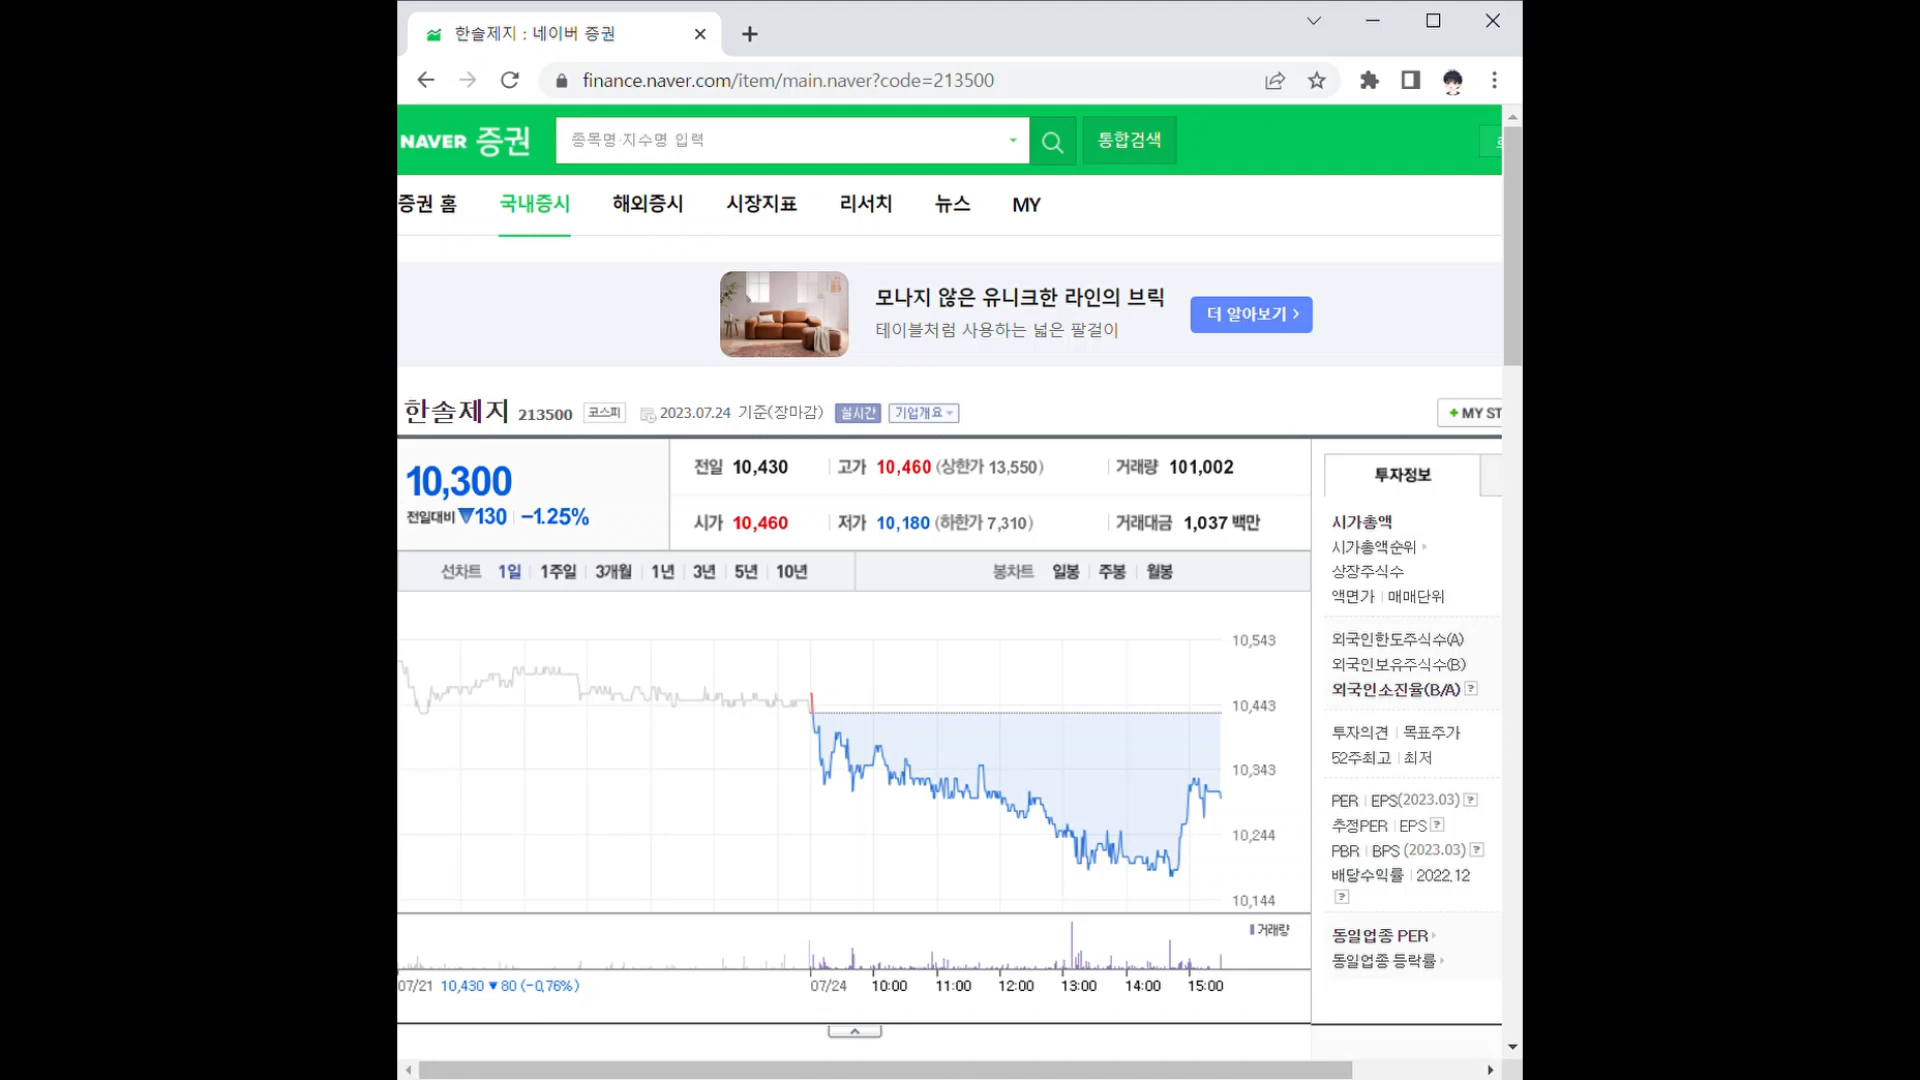 한솔제지 : 네이버 증권
finance.naver.com/item/main.naver?code=213500
NAVER 증권
종목명·지수명 입력
통합검색
증권 홈
국내증시
해외증시
시장지표
리서치
뉴스
MY
모나지 않은 유니크한 라인의 브릭
테이블처럼 사용하는 넓은 팔걸이
더 알아보기 >
한솔제지 213500 코스피 2023.07.24 기준(장마감) 실시간 기업개요
+ MY ST
10,300
전일대비 ▼130 -1.25%
전일 10,430 고가 10,460 (상한가 13,550) 거래량 101,002
시가 10,460 저가 10,180 (하한가 7,310) 거래대금 1,037 백만
선차트 1일 1주일 3개월 1년 3년 5년 10년
봉차트 일봉 주봉 월봉
10,543
10,443
10,343
10,244
10,144
거래량
07/21 10,430 ▼ 80 (-0.76%)
07/24 10:00 11:00 12:00 13:00 14:00 15:00
투자정보
시가총액
시가총액순위
상장주식수
액면가 매매단위
외국인한도주식수(A)
외국인보유주식수(B)
외국인소진율(B/A) ?
투자의견 목표주가
52주최고 최저
PER EPS(2023.03) ?
추정PER EPS ?
PBR BPS (2023.03) ?
배당수익률 2022.12
?
동일업종 PER
동일업종 등락률